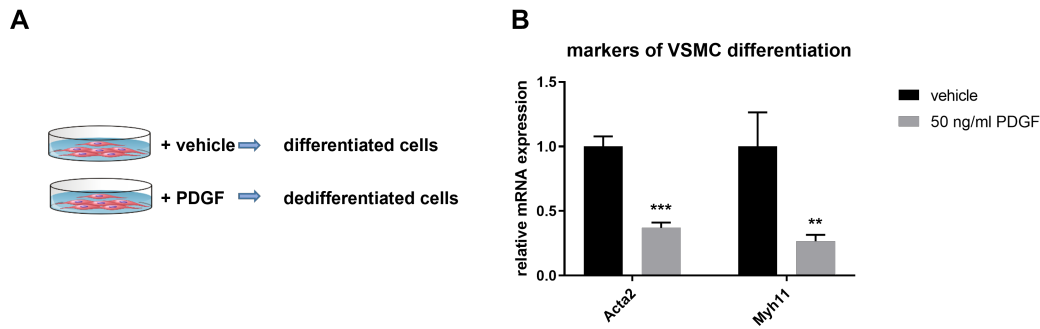 A
+ vehicle
differentiated cells
+ PDGF
dedifferentiated cells
B
markers of VSMC differentiation
relative mRNA expression
1.5
1.0
0.5
0.0
***
**
Acta2
Myh11
vehicle
50 ng/ml PDGF